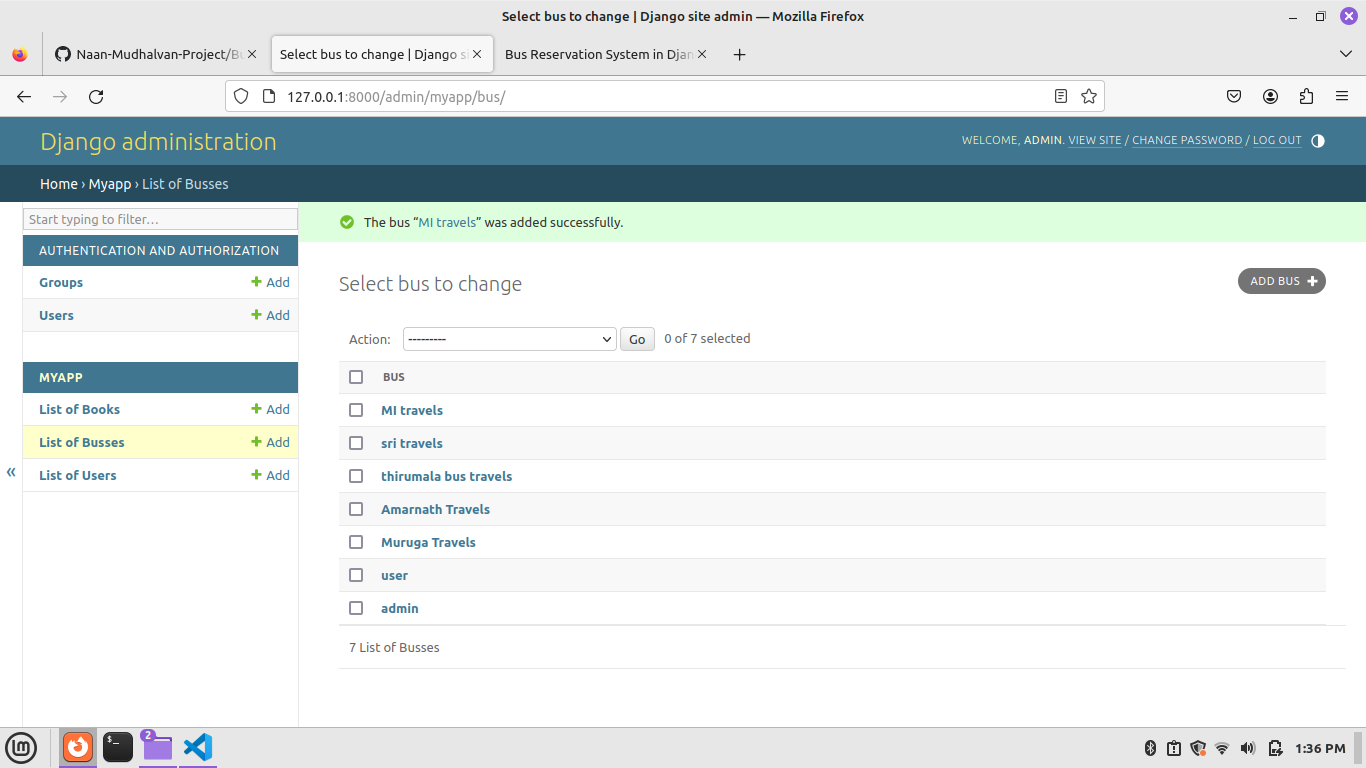 Select bus to change | Django site admin — Mozilla Firefox
Naan-Mudhalvan-Project/Bu
Select bus to change | Django si
Bus Reservation System in Djan
127.0.0.1:8000/admin/myapp/bus/
Django administration
WELCOME, ADMIN. VIEW SITE / CHANGE PASSWORD / LOG OUT
Home › Myapp › List of Busses
Start typing to filter…
AUTHENTICATION AND AUTHORIZATION
Groups + Add
Users + Add
MYAPP
List of Books + Add
List of Busses + Add
List of Users + Add
«
The bus “MI travels” was added successfully.
Select bus to change
ADD BUS +
Action: --------- Go 0 of 7 selected
BUS
MI travels
sri travels
thirumala bus travels
Amarnath Travels
Muruga Travels
user
admin
7 List of Busses
2
$_
1:36 PM